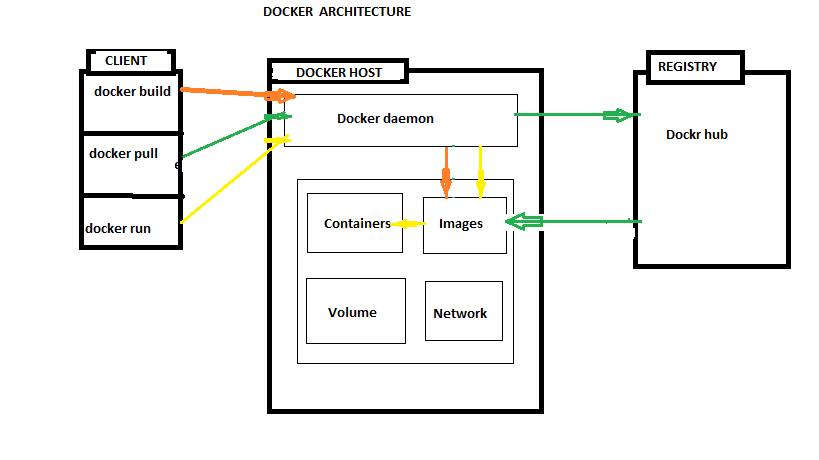 DOCKER ARCHITECTURE
CLIENT
docker build
docker pull
e
docker run
DOCKER HOST
Docker daemon
Containers
Images
Volume
Network
REGISTRY
Dockr hub